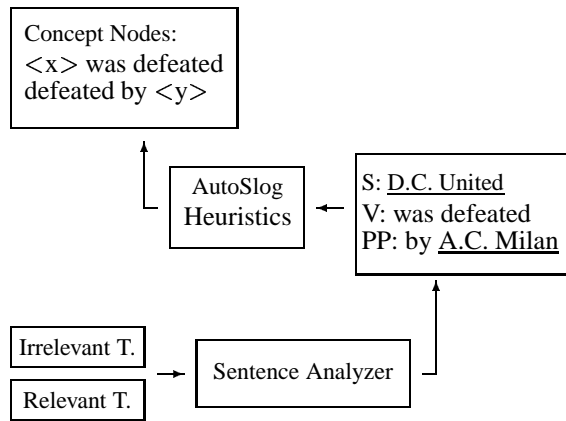 Concept Nodes:
<x> was defeated
defeated by <y>
AutoSlog
Heuristics
S: D.C. United
V: was defeated
PP: by A.C. Milan
Irrelevant T.
Relevant T.
Sentence Analyzer